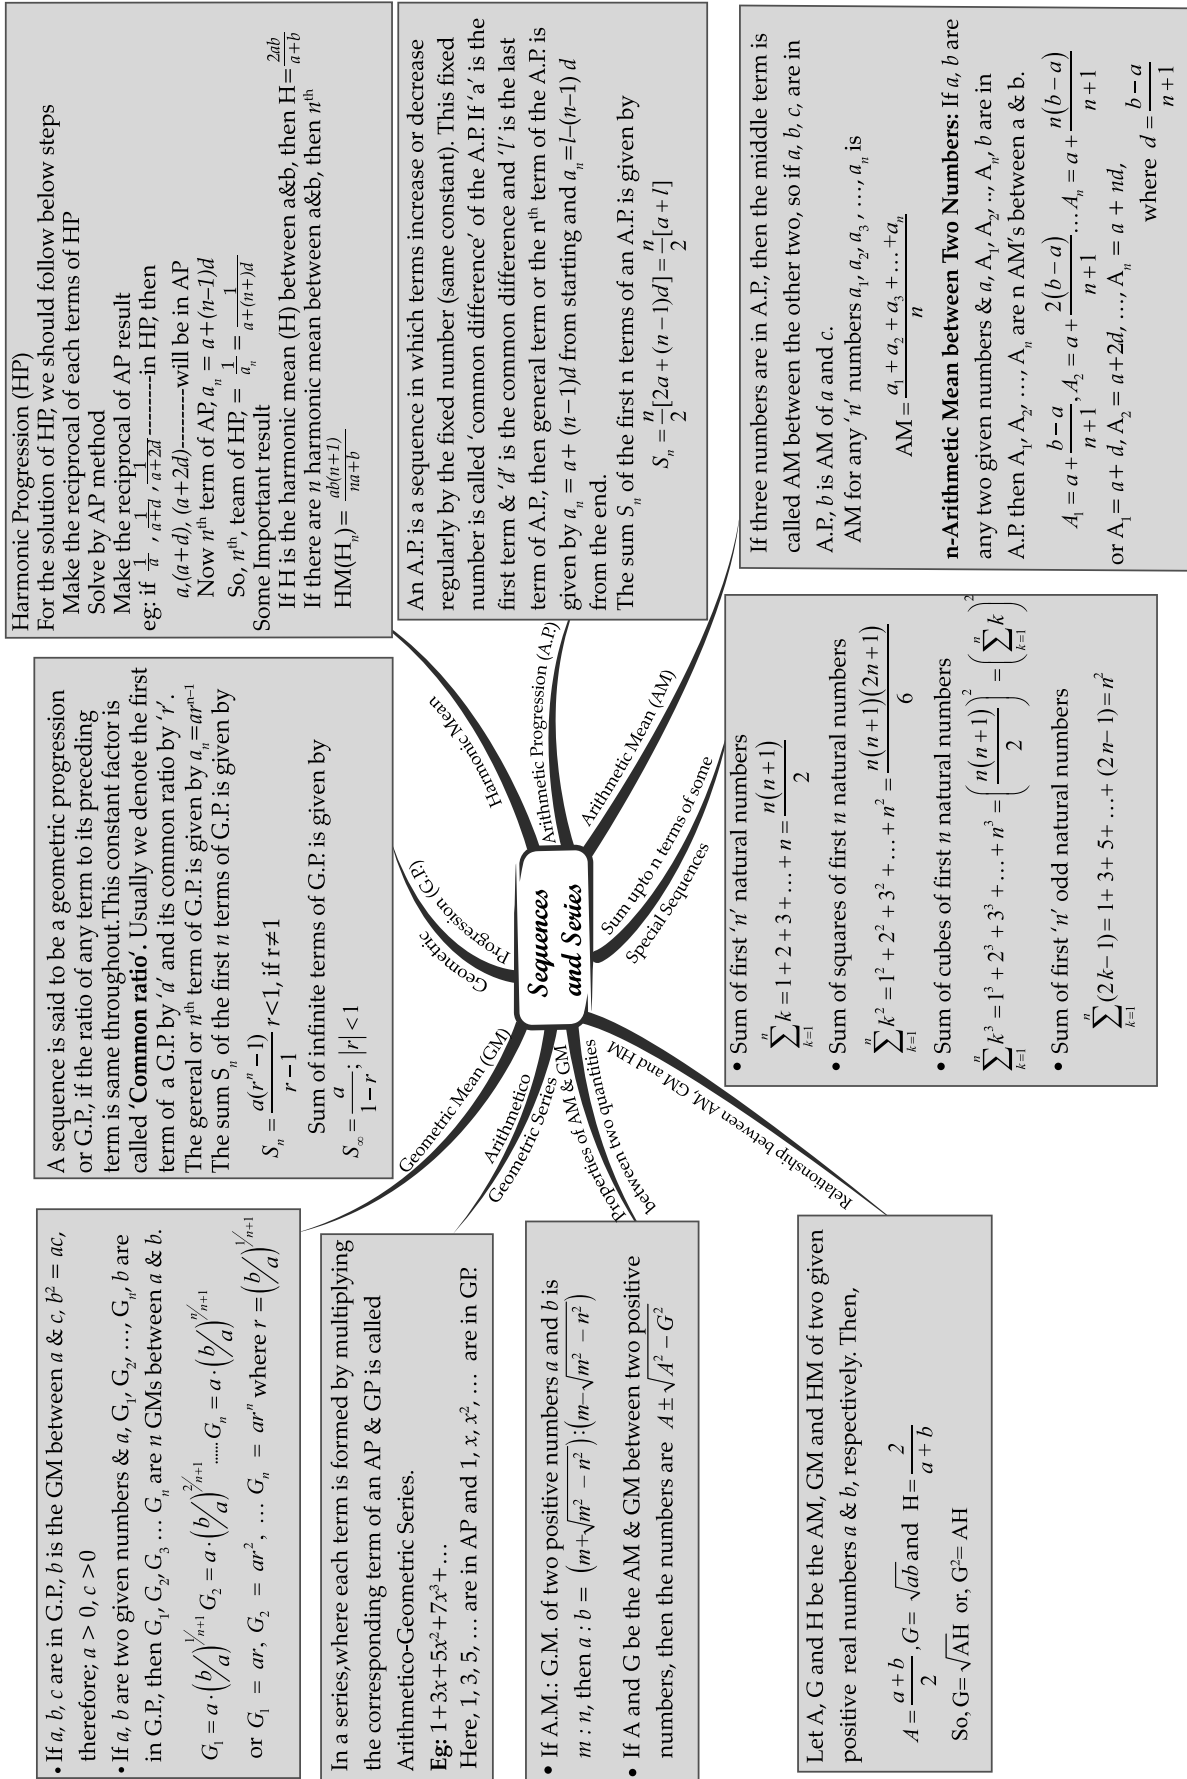 Sequences
and Series
Geometric Mean (GM)
• If a, b, c are in G.P., b is the GM between a & c, b² = ac,
therefore; a > 0, c >0
• If a, b are two given numbers & a, G₁, G₂, …, Gₙ, b are
in G.P., then G₁, G₂, G₃ … Gₙ are n GMs between a & b.
G₁ = a·(b/a)^{1/n+1} G₂ = a·(b/a)^{2/n+1} ......Gₙ = a·(b/a)^{n/n+1}
or G₁ = ar, G₂ = ar², … Gₙ = arⁿ where r = (b/a)^{1/n+1}
Arithmetico
Geometric Series
In a series,where each term is formed by multiplying
the corresponding term of an AP & GP is called
Arithmetico-Geometric Series.
Eg: 1+3x+5x²+7x³+…
Here, 1, 3, 5, … are in AP and 1, x, x², … are in GP.
Properties of AM & GM
between two quantities
• If A.M.: G.M. of two positive numbers a and b is
m : n, then a : b = (m+√(m² − n²)):(m−√(m² − n²))
• If A and G be the AM & GM between two positive
numbers, then the numbers are A ± √(A² − G²)
Relationship between AM, GM and HM
Let A, G and H be the AM, GM and HM of two given
positive real numbers a & b, respectively. Then,
A = (a + b)/2, G = √ab and H = 2/(a + b)
So, G= √AH or, G²= AH
Geometric
Progression (G.P.)
A sequence is said to be a geometric progression
or G.P., if the ratio of any term to its preceding
term is same throughout.This constant factor is
called ‘Common ratio’. Usually we denote the first
term of a G.P. by ‘a’ and its common ratio by ‘r’.
The gereral or nᵗʰ term of G.P. is given by aₙ=arⁿ⁻¹
The sum Sₙ of the first n terms of G.P. is given by
Sₙ = a(rⁿ − 1)/(r − 1) r<1, if r≠1
Sum of infinite terms of G.P. is given by
S∞ = a/(1 − r); |r| < 1
Harmonic Mean
Harmonic Progression (HP)
For the solution of HP, we should follow below steps
Make the reciprocal of each terms of HP
Solve by AP method
Make the reciprocal of AP result
eg: if 1/a, 1/(a+d), 1/(a+2d)----------in HP, then
a,(a+d), (a+2d)---------will be in AP
Now nᵗʰ term of AP, aₙ = a+(n−1)d
So, nᵗʰ, team of HP, = 1/aₙ = 1/(a+(n+)d)
Some Important result
If H is the harmonic mean (H) between a&b, then H= 2ab/(a+b)
If there are n harmonic mean between a&b, then nᵗʰ
HM(Hₙ)= ab(n+1)/(na+b)
Arithmetic Progression (A.P.)
An A.P. is a sequence in which terms increase or decrease
regularly by the fixed number (same constant). This fixed
number is called ‘common difference’ of the A.P. If ‘a’ is the
first term & ‘d’ is the common difference and ‘l’ is the last
term of A.P., then general term or the nᵗʰ term of the A.P. is
given by aₙ = a+ (n−1)d from starting and aₙ=l−(n−1) d
from the end.
The sum Sₙ of the first n terms of an A.P. is given by
Sₙ = n/2[2a + (n − 1)d] = n/2[a + l]
Arithmetic Mean (AM)
If three numbers are in A.P., then the middle term is
called AM between the other two, so if a, b, c, are in
A.P., b is AM of a and c.
AM for any ‘n’ numbers a₁, a₂, a₃ , …, aₙ is
AM = (a₁ + a₂ + a₃ + … + aₙ)/n
n-Arithmetic Mean between Two Numbers: If a, b are
any two given numbers & a, A₁, A₂, .., Aₙ, b are in
A.P. then A₁, A₂, …, Aₙ are n AM’s between a & b.
A₁ = a + (b − a)/(n + 1), A₂ = a + 2(b − a)/(n + 1) …Aₙ = a + n(b − a)/(n + 1)
or A₁= a+ d, A₂ = a+2d, …, Aₙ = a + nd,
where d = (b − a)/(n + 1)
Sum upto n terms of some
Special Sequences
• Sum of first ‘n’ natural numbers
∑ₖ₌₁ⁿ k = 1 + 2 + 3 + … + n = n(n + 1)/2
• Sum of squares of first n natural numbers
∑ₖ₌₁ⁿ k² = 1² + 2² + 3² + … + n² = n(n + 1)(2n + 1)/6
• Sum of cubes of first n natural numbers
∑ₖ₌₁ⁿ k³ = 1³ + 2³ + 3³ + … + n³ = (n(n + 1)/2)² = (∑ₖ₌₁ⁿ k)²
• Sum of first ‘n’ odd natural numbers
∑ₖ₌₁ⁿ (2k − 1) = 1 + 3 + 5 + … + (2n − 1) = n²